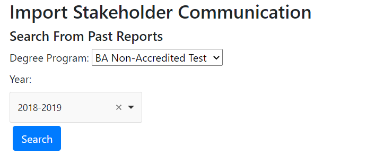 Import Stakeholder Communication
Search From Past Reports
Degree Program: BA Non-Accredited Test
Year:
2018-2019
Search